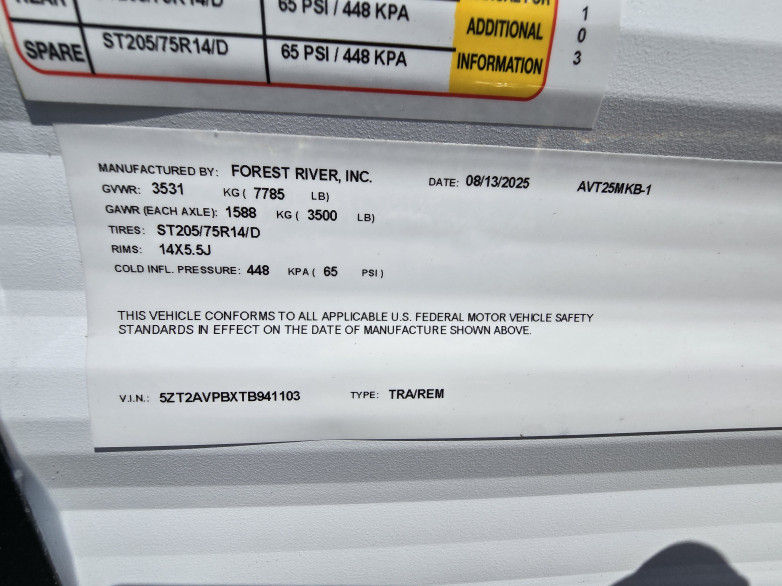 65 PSI / 448 KPA
SPARE ST205/75R14/D 65 PSI / 448 KPA
ADDITIONAL
INFORMATION
1
0
3
MANUFACTURED BY: FOREST RIVER, INC. DATE: 08/13/2025 AVT25MKB-1
GVWR: 3531 KG ( 7785 LB)
GAWR (EACH AXLE): 1588 KG ( 3500 LB)
TIRES: ST205/75R14/D
RIMS: 14X5.5J
COLD INFL. PRESSURE: 448 KPA ( 65 PSI)
THIS VEHICLE CONFORMS TO ALL APPLICABLE U.S. FEDERAL MOTOR VEHICLE SAFETY
STANDARDS IN EFFECT ON THE DATE OF MANUFACTURE SHOWN ABOVE.
V.I.N.: 5ZT2AVPBXTB941103 TYPE: TRA/REM